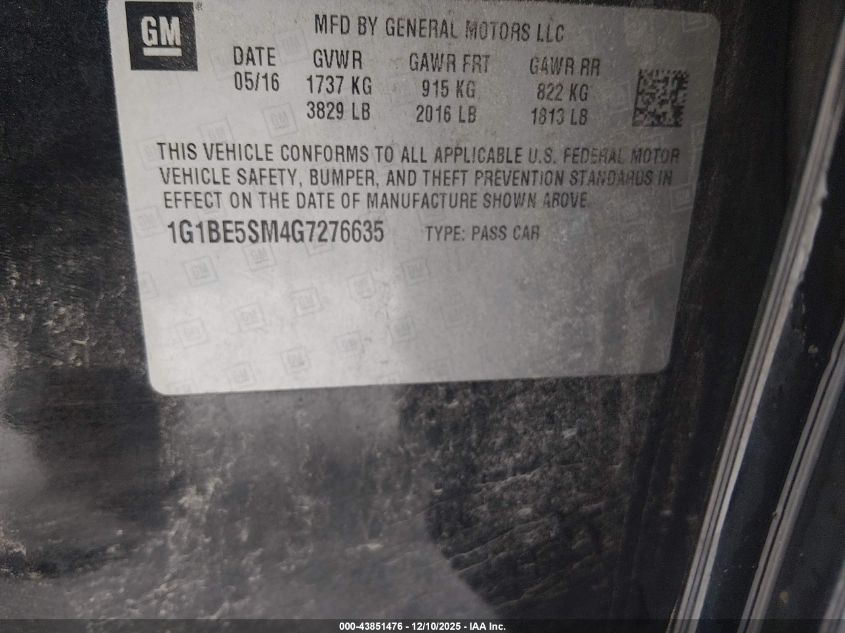 GM
MFD BY GENERAL MOTORS LLC
DATE GVWR GAWR FRT GAWR RR
05/16 1737 KG 915 KG 822 KG
3829 LB 2016 LB 1813 LB
THIS VEHICLE CONFORMS TO ALL APPLICABLE U.S. FEDERAL MOTOR
VEHICLE SAFETY, BUMPER, AND THEFT PREVENTION STANDARDS IN
EFFECT ON THE DATE OF MANUFACTURE SHOWN ABOVE.
1G1BE5SM4G7276635 TYPE: PASS CAR
000-43851476 - 12/10/2025 - IAA Inc.